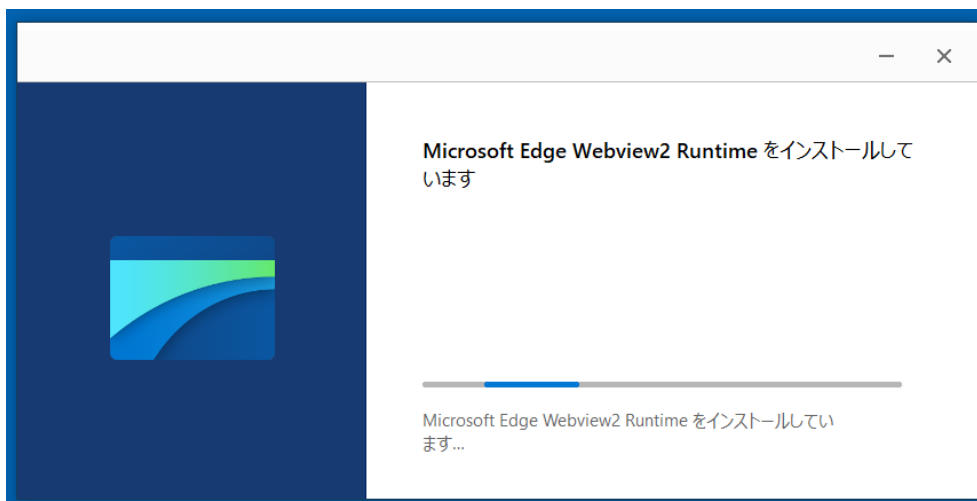 Microsoft Edge Webview2 Runtime をインストールして
います
Microsoft Edge Webview2 Runtime をインストールしてい
ます...